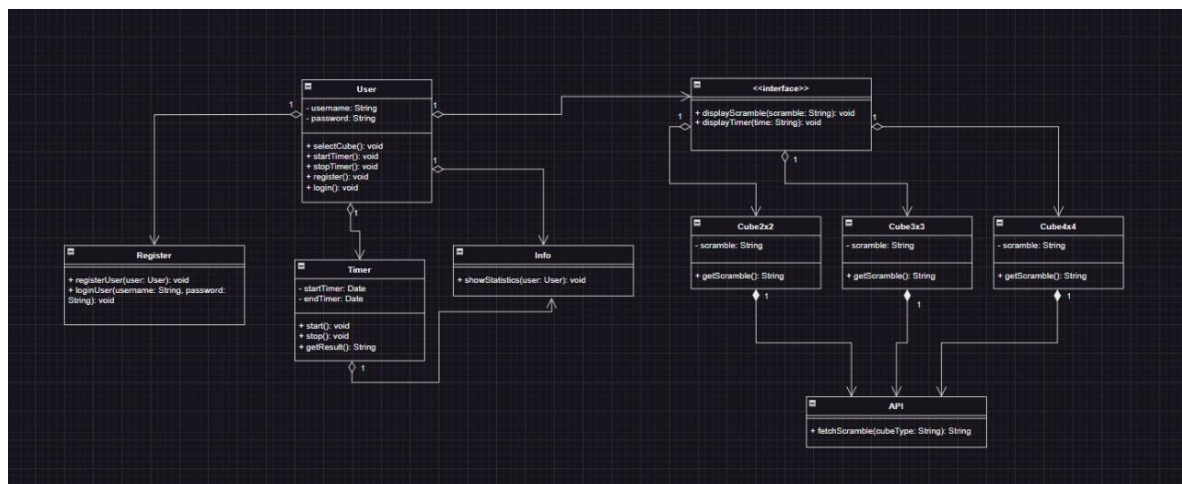 User
- username: String
- password: String
+ selectCube(): void
+ startTimer(): void
+ stopTimer(): void
+ register(): void
+ login(): void
1
1
1
1
<<interface>>
+ displayScramble(scramble: String): void
+ displayTimer(time: String): void
1
1
1
Register
+ registerUser(user: User): void
+ loginUser(username: String, password:
String): void
Timer
- startTimer: Date
- endTimer: Date
+ start(): void
+ stop(): void
+ getResult(): String
1
Info
+ showStatistics(user: User): void
Cube2x2
- scramble: String
+ getScramble(): String
1
Cube3x3
- scramble: String
+ getScramble(): String
1
Cube4x4
- scramble: String
+ getScramble(): String
1
API
+ fetchScramble(cubeType: String): String